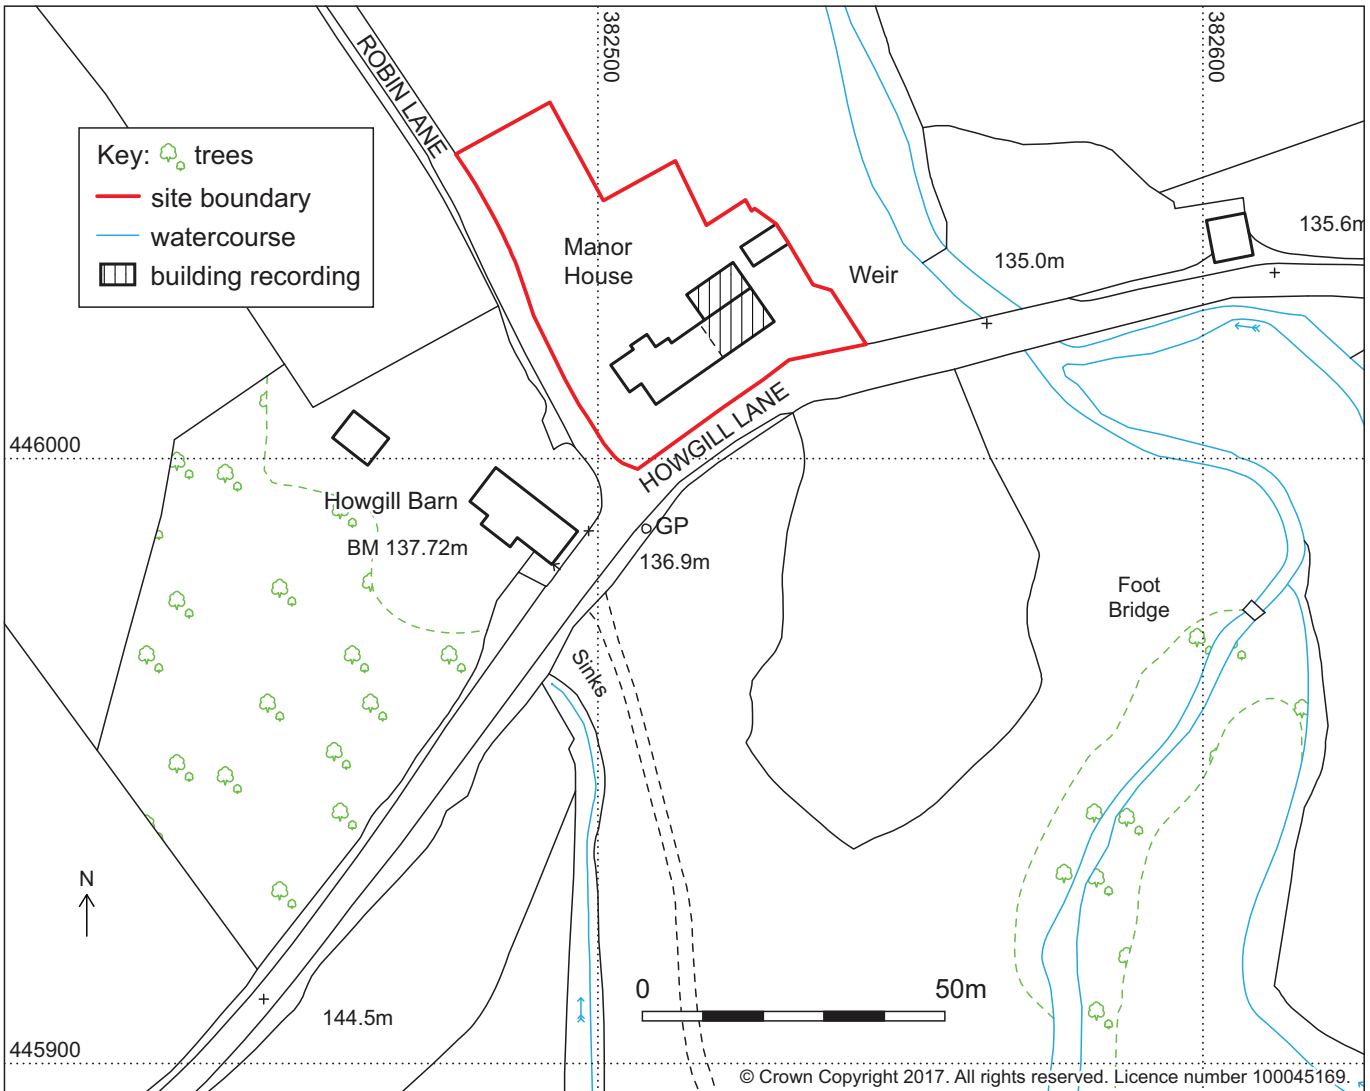 382500
382600
ROBIN LANE
Key: trees
site boundary
watercourse
building recording
Manor
House
Weir
135.0m
135.6m
HOWGILL LANE
446000
Howgill Barn
BM 137.72m
GP
136.9m
Foot
Bridge
Sinks
N
0 50m
144.5m
445900
© Crown Copyright 2017. All rights reserved. Licence number 100045169.